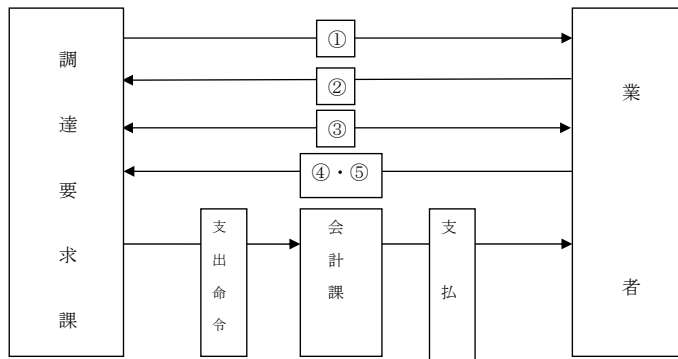 調達要求課
①
②
③
④・⑤
支出命令
会計課
支払
業者